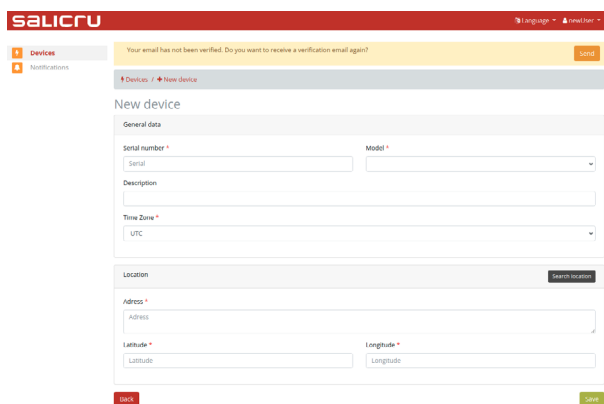 SALICRU
Language newUser
Devices
Notifications
Your email has not been verified. Do you want to receive a verification email again? Send
Devices / New device
New device
General data
Serial number * Model *
Serial
Description
Time Zone *
UTC
Location Search location
Adress *
Adress
Latitude * Longitude *
Latitude Longitude
Back Save